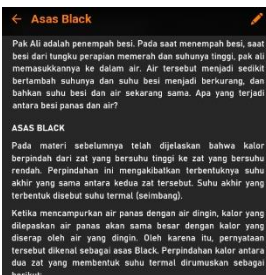 Asas Black
Pak Ali adalah penempah besi. Pada saat menempah besi, saat
besi dari tungku perapian memerah dan suhunya tinggi, pak ali
memasukkannya ke dalam air. Air tersebut menjadi sedikit
bertambah suhunya dan suhu besi menjadi berkurang, dan
bahkan suhu besi dan air sekarang sama. Apa yang terjadi
antara besi panas dan air?
ASAS BLACK
Pada materi sebelumnya telah dijelaskan bahwa kalor
berpindah dari zat yang bersuhu tinggi ke zat yang bersuhu
rendah. Perpindahan ini mengakibatkan terbentuknya suhu
akhir yang sama antara kedua zat tersebut. Suhu akhir yang
terbentuk disebut suhu termal (seimbang).
Ketika mencampurkan air panas dengan air dingin, kalor yang
dilepaskan air panas akan sama besar dengan kalor yang
diserap oleh air yang dingin. Oleh karena itu, pernyataan
tersebut dikenal sebagai asas Black. Perpindahan kalor antara
dua zat yang membentuk suhu termal dirumuskan sebagai